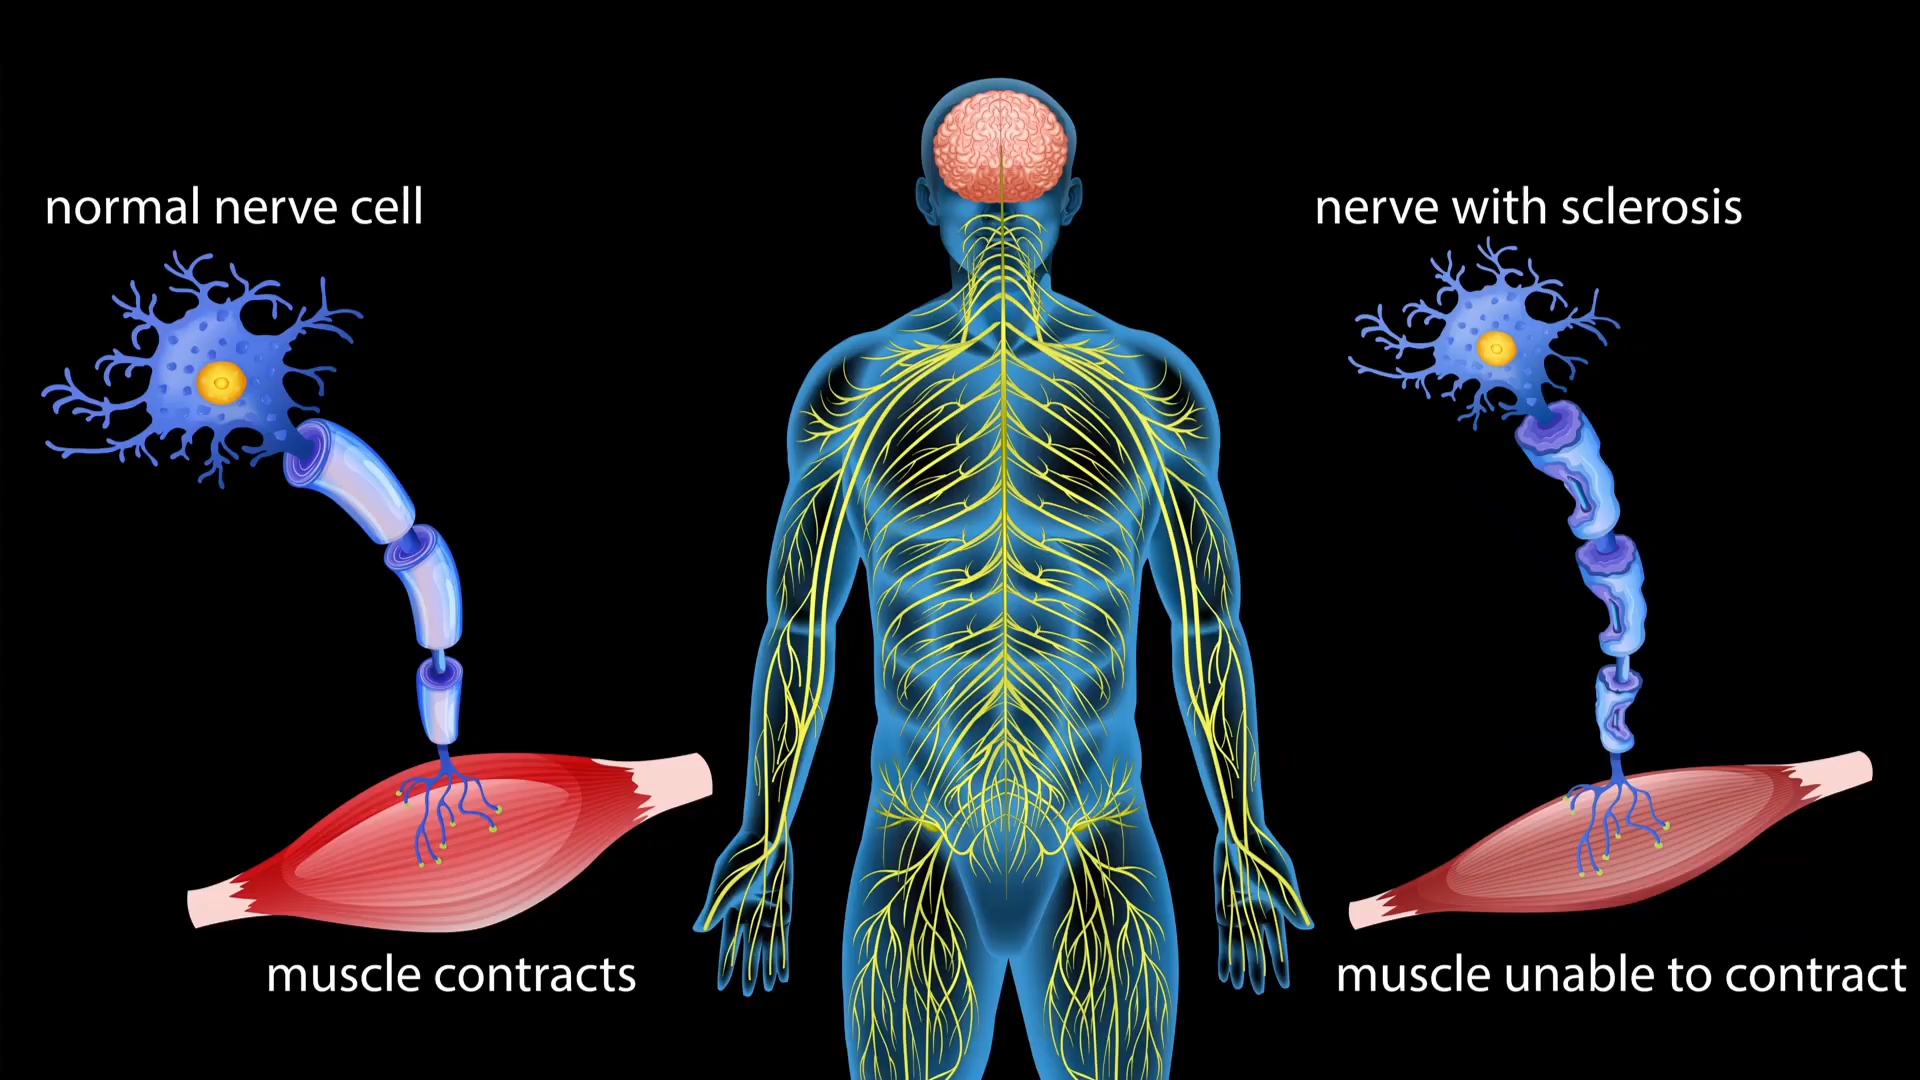 normal nerve cell
nerve with sclerosis
muscle contracts
muscle unable to contract